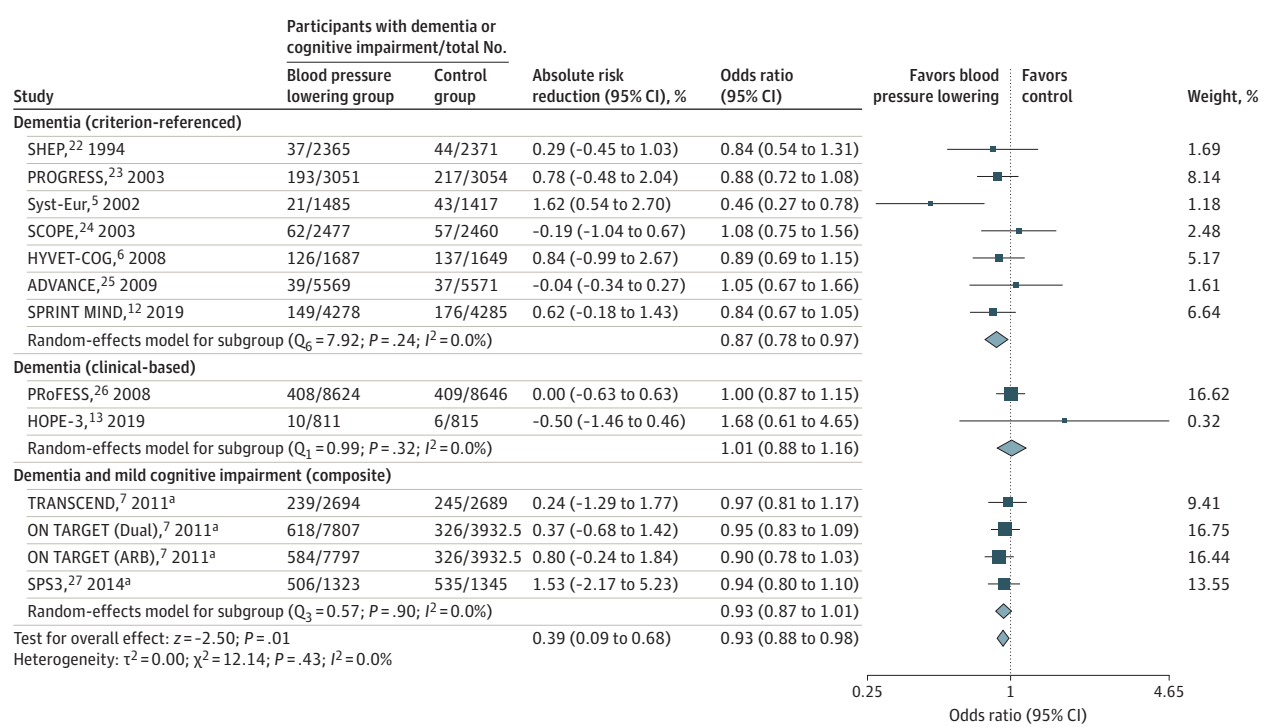 Participants with dementia or
cognitive impairment/total No.
Study Blood pressure lowering group Control group Absolute risk reduction (95% CI), % Odds ratio (95% CI) Favors blood pressure lowering Favors control Weight, %
Dementia (criterion-referenced)
SHEP,22 1994 37/2365 44/2371 0.29 (-0.45 to 1.03) 0.84 (0.54 to 1.31) 1.69
PROGRESS,23 2003 193/3051 217/3054 0.78 (-0.48 to 2.04) 0.88 (0.72 to 1.08) 8.14
Syst-Eur,5 2002 21/1485 43/1417 1.62 (0.54 to 2.70) 0.46 (0.27 to 0.78) 1.18
SCOPE,24 2003 62/2477 57/2460 -0.19 (-1.04 to 0.67) 1.08 (0.75 to 1.56) 2.48
HYVET-COG,6 2008 126/1687 137/1649 0.84 (-0.99 to 2.67) 0.89 (0.69 to 1.15) 5.17
ADVANCE,25 2009 39/5569 37/5571 -0.04 (-0.34 to 0.27) 1.05 (0.67 to 1.66) 1.61
SPRINT MIND,12 2019 149/4278 176/4285 0.62 (-0.18 to 1.43) 0.84 (0.67 to 1.05) 6.64
Random-effects model for subgroup (Q6 = 7.92; P = .24; I2 = 0.0%) 0.87 (0.78 to 0.97)
Dementia (clinical-based)
PRoFESS,26 2008 408/8624 409/8646 0.00 (-0.63 to 0.63) 1.00 (0.87 to 1.15) 16.62
HOPE-3,13 2019 10/811 6/815 -0.50 (-1.46 to 0.46) 1.68 (0.61 to 4.65) 0.32
Random-effects model for subgroup (Q1 = 0.99; P = .32; I2 = 0.0%) 1.01 (0.88 to 1.16)
Dementia and mild cognitive impairment (composite)
TRANSCEND,7 2011a 239/2694 245/2689 0.24 (-1.29 to 1.77) 0.97 (0.81 to 1.17) 9.41
ON TARGET (Dual),7 2011a 618/7807 326/3932.5 0.37 (-0.68 to 1.42) 0.95 (0.83 to 1.09) 16.75
ON TARGET (ARB),7 2011a 584/7797 326/3932.5 0.80 (-0.24 to 1.84) 0.90 (0.78 to 1.03) 16.44
SPS3,27 2014a 506/1323 535/1345 1.53 (-2.17 to 5.23) 0.94 (0.80 to 1.10) 13.55
Random-effects model for subgroup (Q3 = 0.57; P = .90; I2 = 0.0%) 0.93 (0.87 to 1.01)
Test for overall effect: z = -2.50; P = .01 0.39 (0.09 to 0.68) 0.93 (0.88 to 0.98)
Heterogeneity: τ2 = 0.00; χ2 = 12.14; P = .43; I2 = 0.0%
0.25 1 4.65
Odds ratio (95% CI)